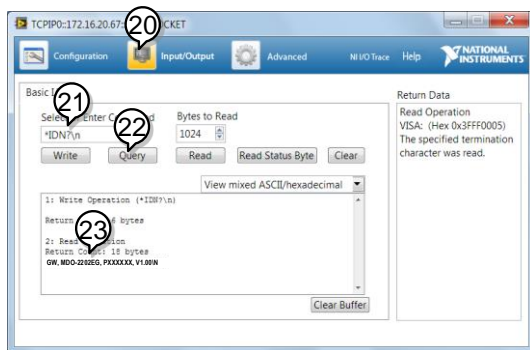 TCPIP0::172.16.20.67: CKET
20
Configuration
Input/Output
Advanced
NI I/O Trace
Help
NATIONAL
INSTRUMENTS
Basic I
21
Enter C
*IDN?\n
22
Bytes to Read
1024
Write
Query
Read
Read Status Byte
Clear
View mixed ASCII/hexadecimal
1: Write Operation (*IDN?\n)
Return 6 bytes
23
2: Read ion
Return Count: 18 bytes
GW, MDO-2202EG, PXXXXXX, V1.00\N
Clear Buffer
Return Data
Read Operation
VISA: (Hex 0x3FFF0005)
The specified termination
character was read.